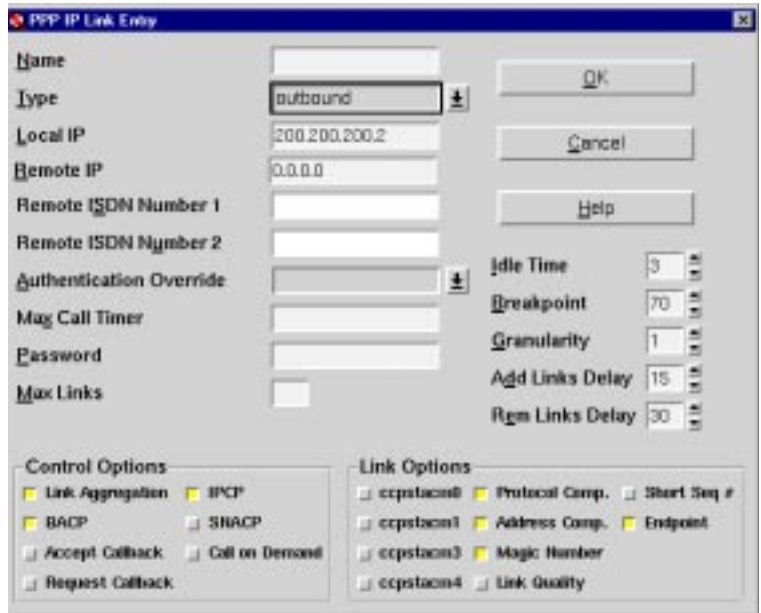 PPP IP Link Entry
Name
Type outbound
Local IP 200.200.200.2
Remote IP 0.0.0.0
Remote ISDN Number 1
Remote ISDN Number 2
Authentication Override
Max Call Timer
Password
Max Links
OK
Cancel
Help
Idle Time 3
Breakpoint 70
Granularity 1
Add Links Delay 15
Rem Links Delay 30
Control Options
Link Aggregation IPCP
BACP SNACP
Accept Callback Call on Demand
Request Callback
Link Options
ccpstacm0 Protocol Comp. Short Seq #
ccpstacm1 Address Comp. Endpoint
ccpstacm3 Magic Number
ccpstacm4 Link Quality